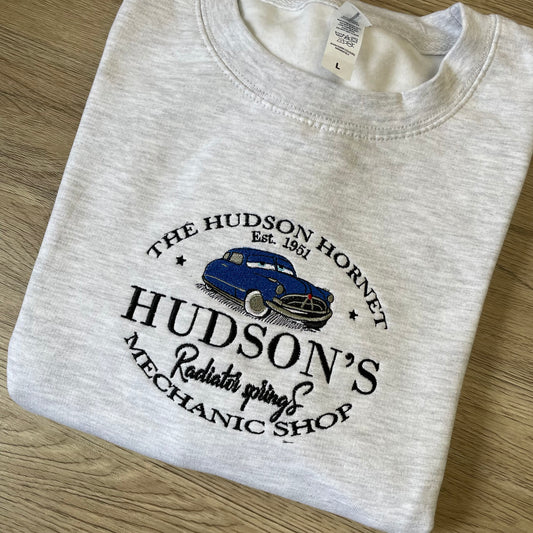 L
THE HUDSON HORNET
Est. 1951
HUDSON'S
Radiator springs
MECHANIC SHOP